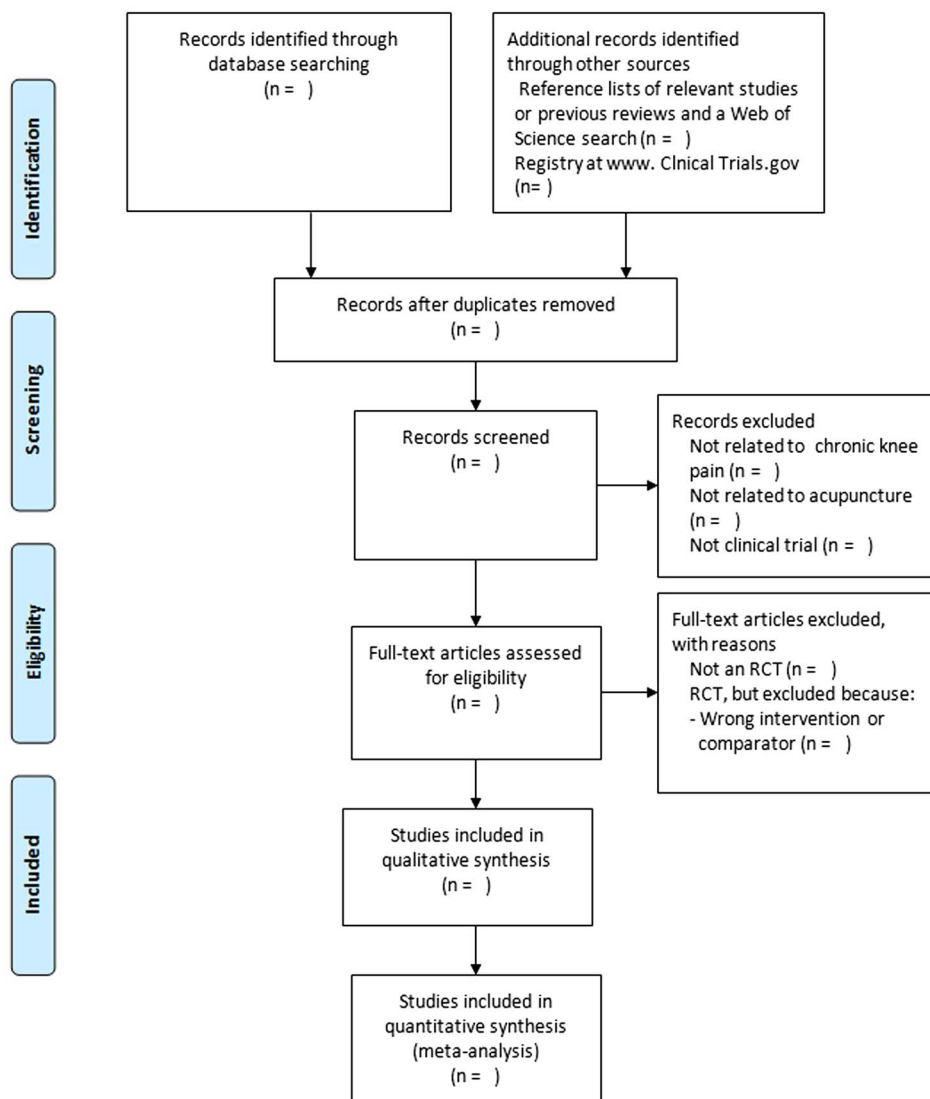 Identification
Records identified through
database searching
(n =   )
Additional records identified
through other sources
Reference lists of relevant studies
or previous reviews and a Web of
Science search (n =   )
Registry at www. Clnical Trials.gov
(n=  )
Records after duplicates removed
(n =   )
Screening
Records screened
(n =   )
Records excluded
Not related to  chronic knee
pain (n =   )
Not related to acupuncture
(n =   )
Not clinical trial (n =   )
Eligibility
Full-text articles assessed
for eligibility
(n =   )
Full-text articles excluded,
with reasons
Not an RCT (n =   )
RCT, but excluded because:
- Wrong intervention or
comparator (n =   )
Included
Studies included in
qualitative synthesis
(n =   )
Studies included in
quantitative synthesis
(meta-analysis)
(n =   )